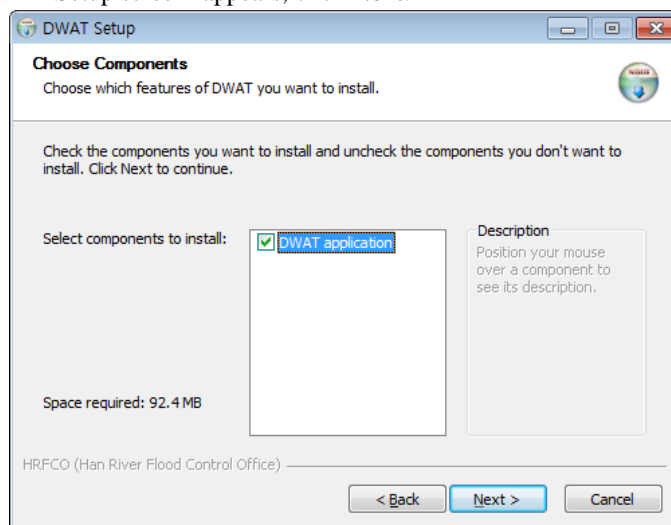 DWAT Setup
Choose Components
Choose which features of DWAT you want to install.
Check the components you want to install and uncheck the components you don't want to
install. Click Next to continue.
Select components to install:
DWAT application
Description
Position your mouse
over a component to
see its description.
Space required: 92.4 MB
HRFCO (Han River Flood Control Office)
< Back
Next >
Cancel